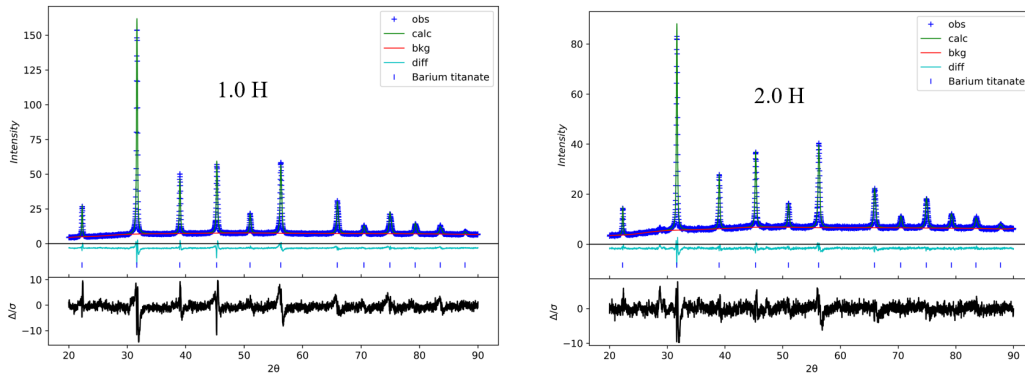 obs
calc
bkg
diff
Barium titanate
1.0 H
Intensity
150
125
100
75
50
25
0
Δ/σ
10
0
−10
20 30 40 50 60 70 80 90
2θ
obs
calc
bkg
diff
Barium titanate
2.0 H
Intensity
80
60
40
20
0
Δ/σ
0
−10
20 30 40 50 60 70 80 90
2θ